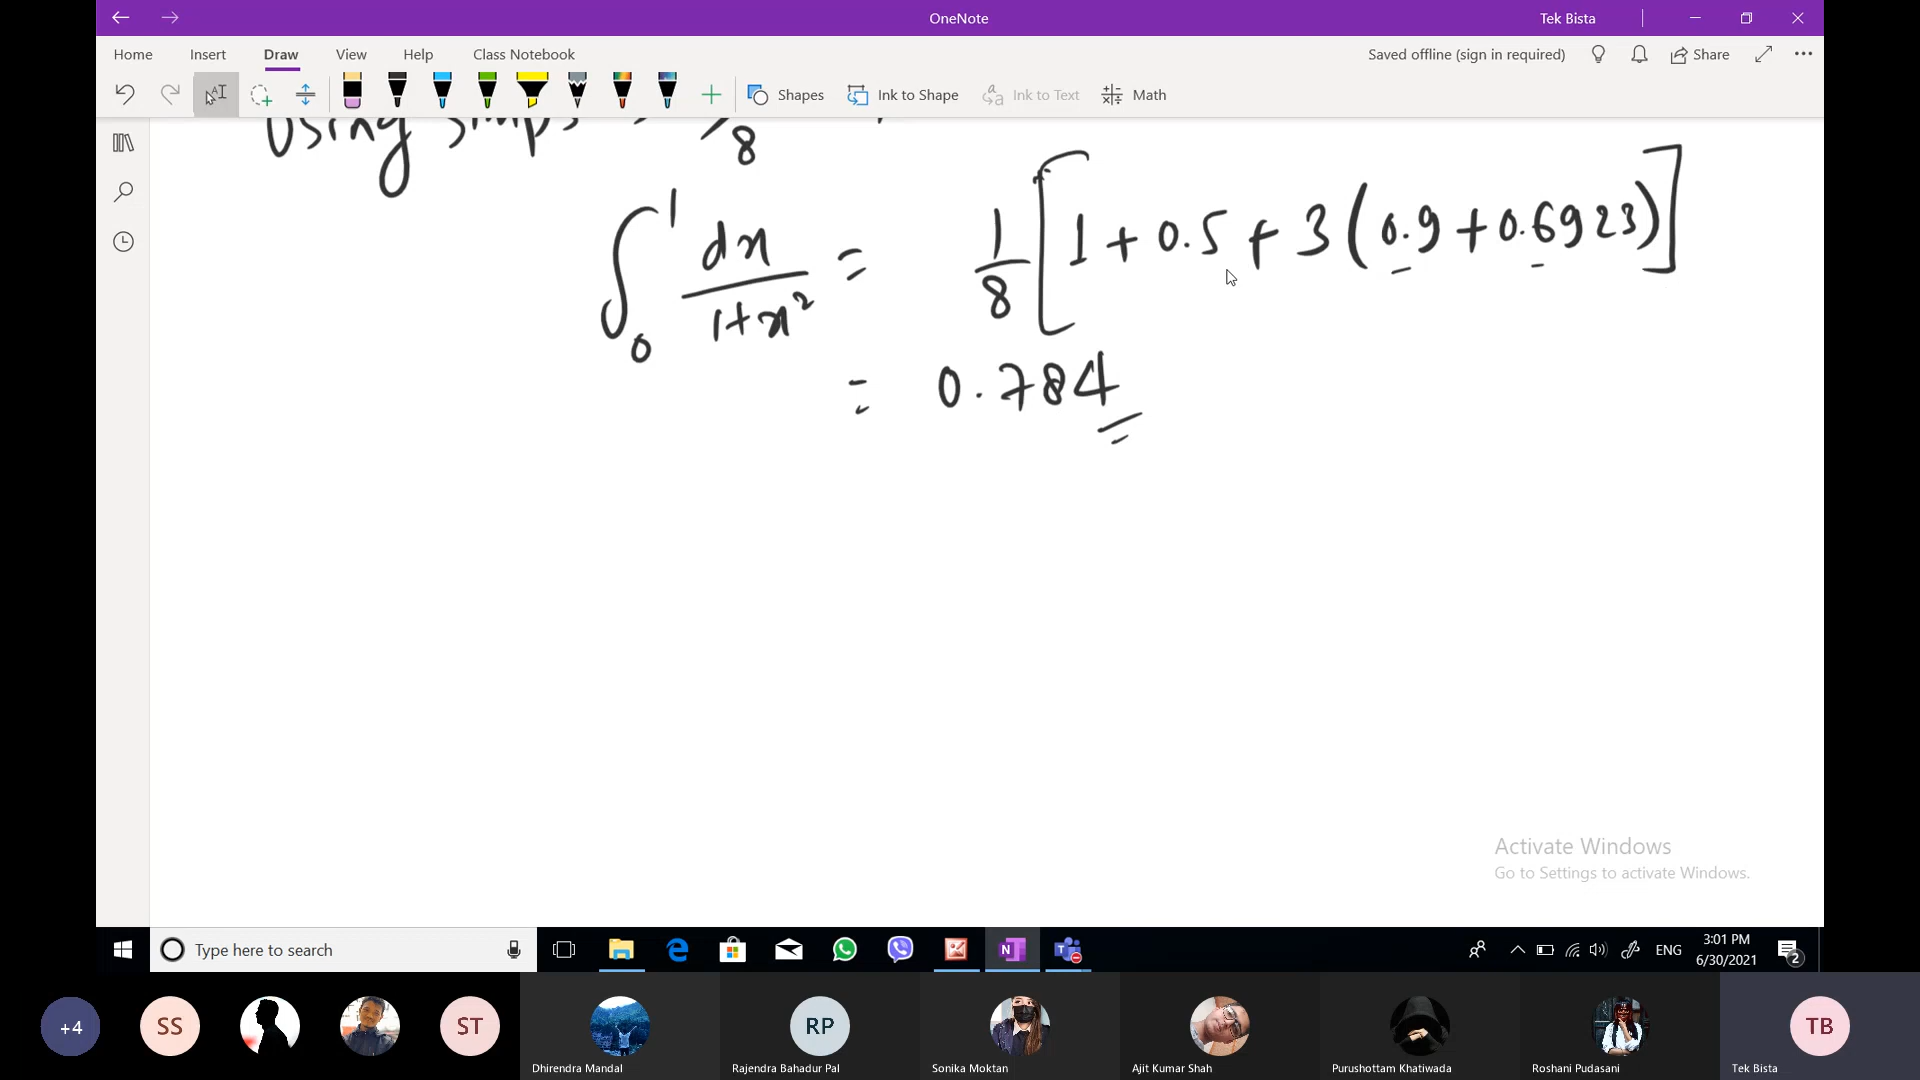 OneNote
Tek Bista
Home Insert Draw View Help Class Notebook
Saved offline (sign in required) Share
Shapes Ink to Shape Ink to Text Math
Using
8
∫₀¹ dx/(1+x²) = 1/8 [1 + 0.5 + 3(0.9 + 0.6923)]
= 0.784
Activate Windows
Go to Settings to activate Windows.
Type here to search
ENG
3:01 PM
6/30/2021
2
+4
SS
ST
RP
TB
Dhirendra Mandal
Rajendra Bahadur Pal
Sonika Moktan
Ajit Kumar Shah
Purushottam Khatiwada
Roshani Pudasani
Tek Bista